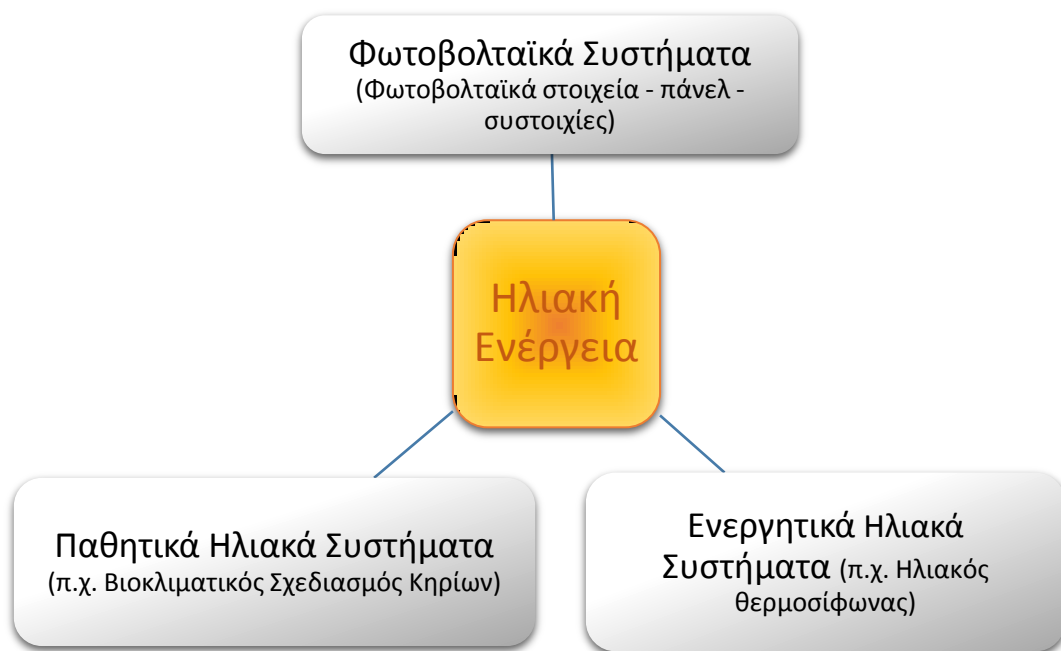 Φωτοβολταϊκά Συστήματα
(Φωτοβολταϊκά στοιχεία - πάνελ -
συστοιχίες)
Ηλιακή
Ενέργεια
Παθητικά Ηλιακά Συστήματα
(π.χ. Βιοκλιματικός Σχεδιασμός Κηρίων)
Ενεργητικά Ηλιακά
Συστήματα (π.χ. Ηλιακός
θερμοσίφωνας)